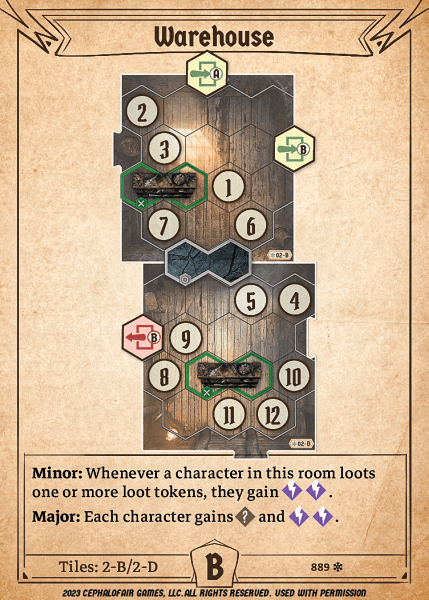 Warehouse
A
2
B
3
1
7
6
02-B
5
4
B
9
8
10
11
12
02-D
Minor: Whenever a character in this room loots
one or more loot tokens, they gain .
Major: Each character gains ? and .
Tiles: 2-B/2-D
B
889
2023 CEPHALOFAIR GAMES, LLC. ALL RIGHTS RESERVED. USED WITH PERMISSION